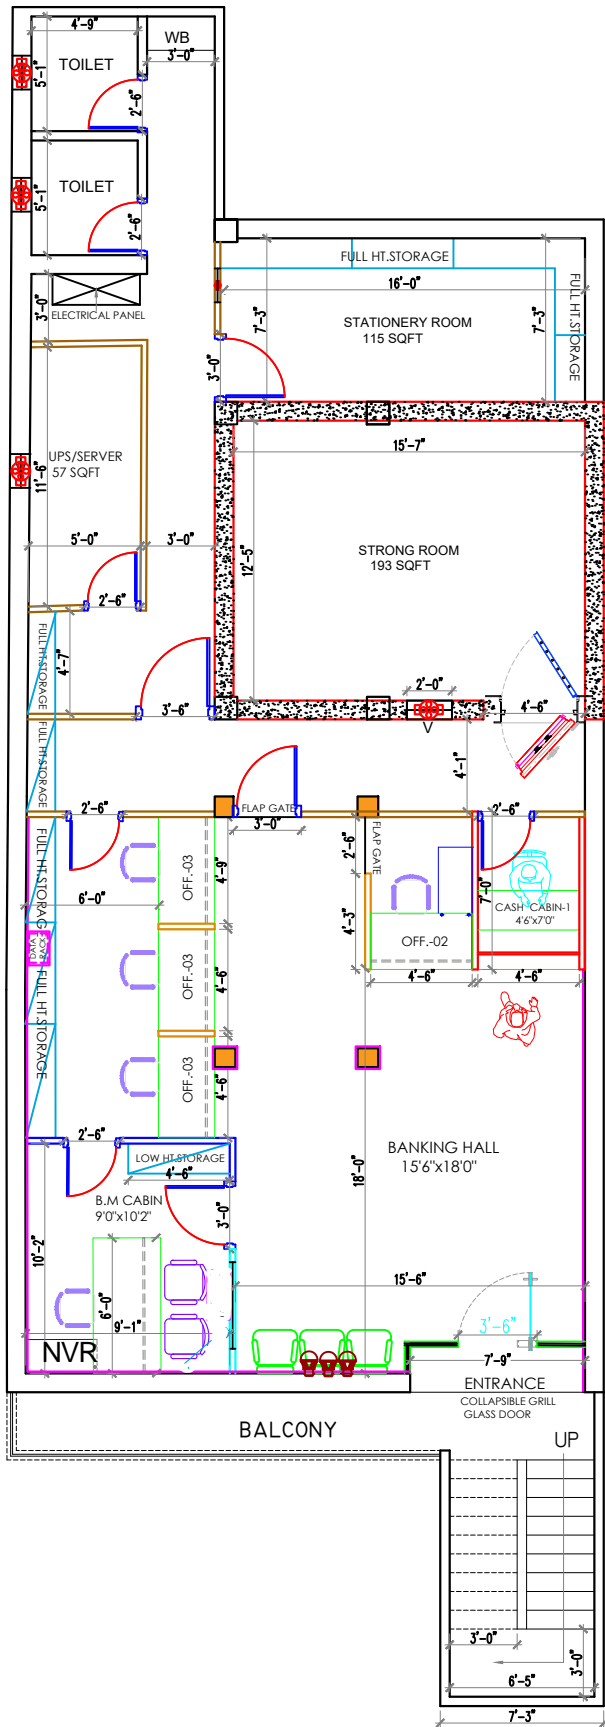 4'-9"
WB
TOILET
3'-0"
5'-1"
2'-6"
TOILET
5'-1"
2'-6"
FULL HT.STORAGE
16'-0"
FULL HT.STORAGE
3'-0"
ELECTRICAL PANEL
7'-3"
STATIONERY ROOM
115 SQFT
7'-3"
3'-0"
15'-7"
UPS/SERVER
57 SQFT
11'-6"
5'-0"
3'-0"
STRONG ROOM
193 SQFT
12'-5"
2'-6"
FULL HT.STORAGE
4'-7"
3'-6"
2'-0"
4'-6"
V
FULL HT.STORAGE
4'-1"
2'-6"
FLAP GATE
3'-0"
2'-6"
FLAP GATE
2'-6"
FULL HT.STORAGE
OFF.-03
4'-9"
6'-0"
4'-3"
7'-0"
CASH CABIN-1
4'6"x7'0"
OFF.-02
DATA
RACK
4'-6"
4'-6"
OFF.-03
4'-6"
FULL HT.STORAGE
OFF.-03
4'-6"
2'-6"
LOW HT.STORAGE
4'-6"
BANKING HALL
15'6"x18'0"
18'-0"
B.M CABIN
9'0"x10'2"
3'-0"
10'-2"
6'-0"
15'-6"
9'-1"
3'-6"
NVR
7'-9"
ENTRANCE
COLLAPSIBLE GRILL
GLASS DOOR
BALCONY
UP
3'-0"
3'-0"
6'-5"
7'-3"